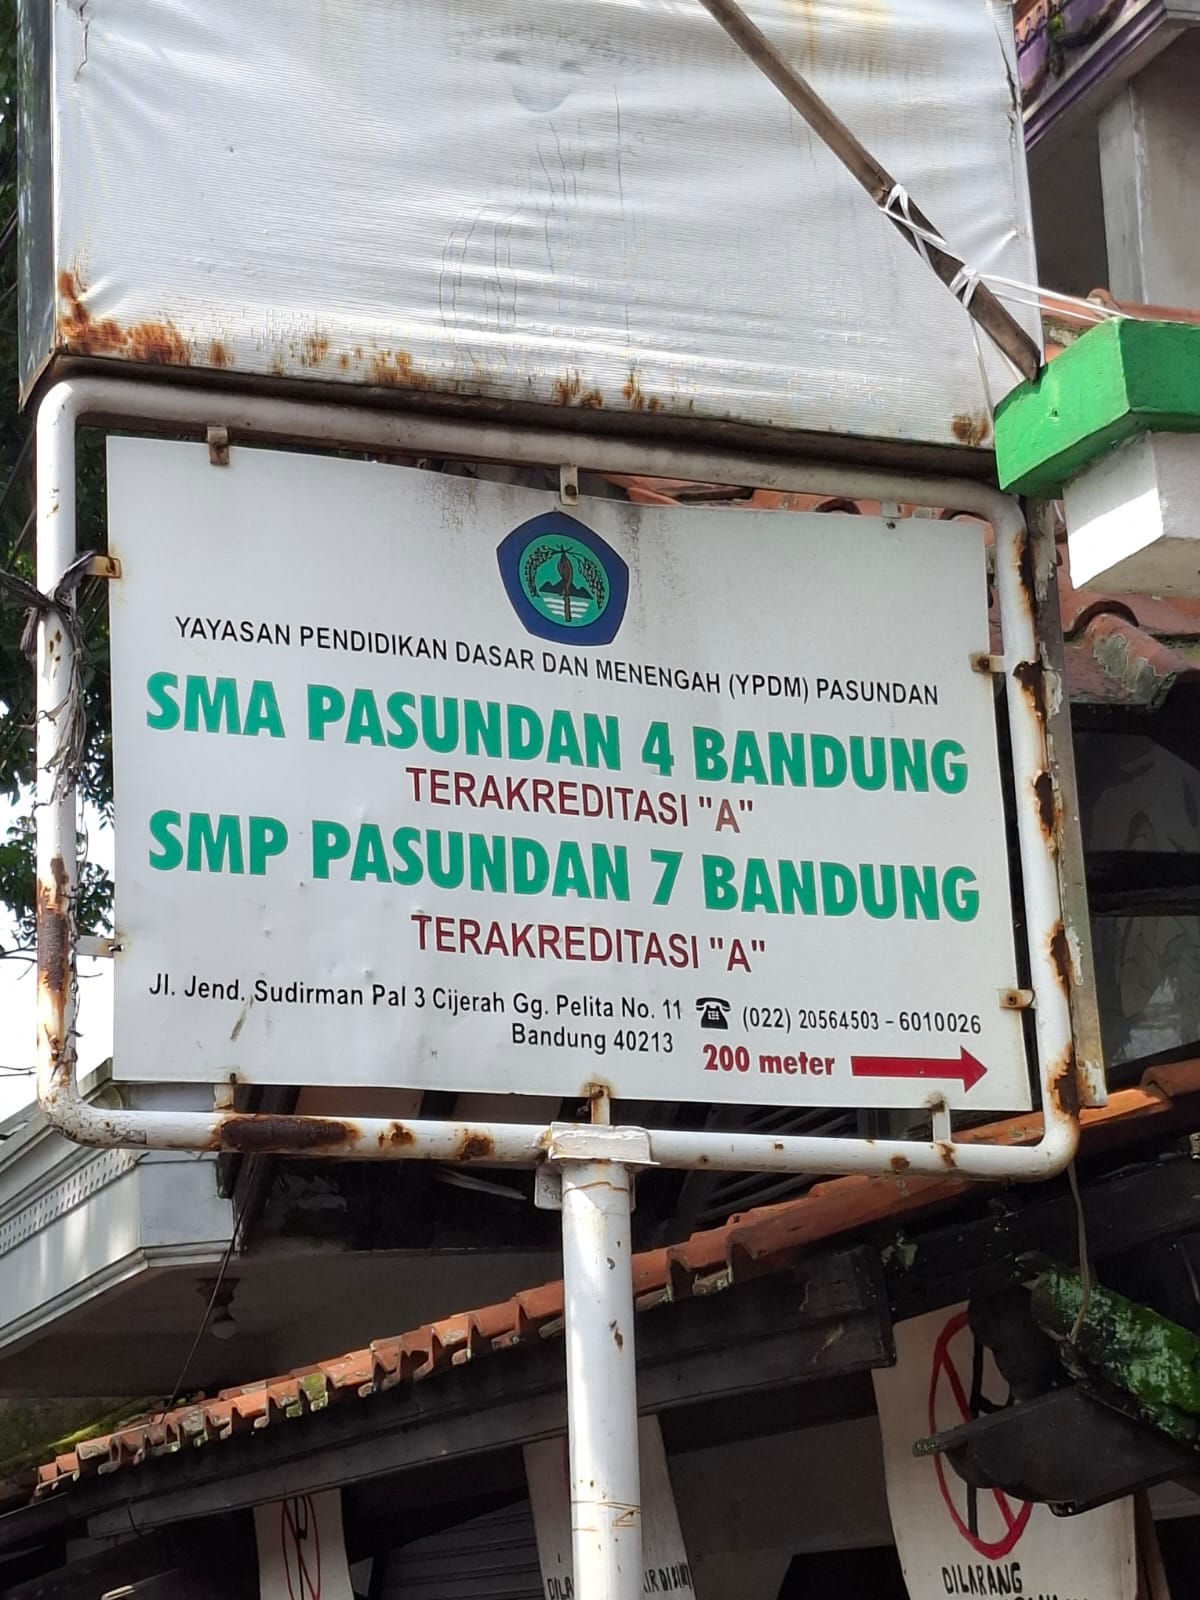 YAYASAN PENDIDIKAN DASAR DAN MENENGAH (YPDM) PASUNDAN
SMA PASUNDAN 4 BANDUNG
TERAKREDITASI "A"
SMP PASUNDAN 7 BANDUNG
TERAKREDITASI "A"
Jl. Jend. Sudirman Pal 3 Cijerah Gg. Pelita No. 11 ☎ (022) 20564503 - 6010026
Bandung 40213
200 meter
DILARANG